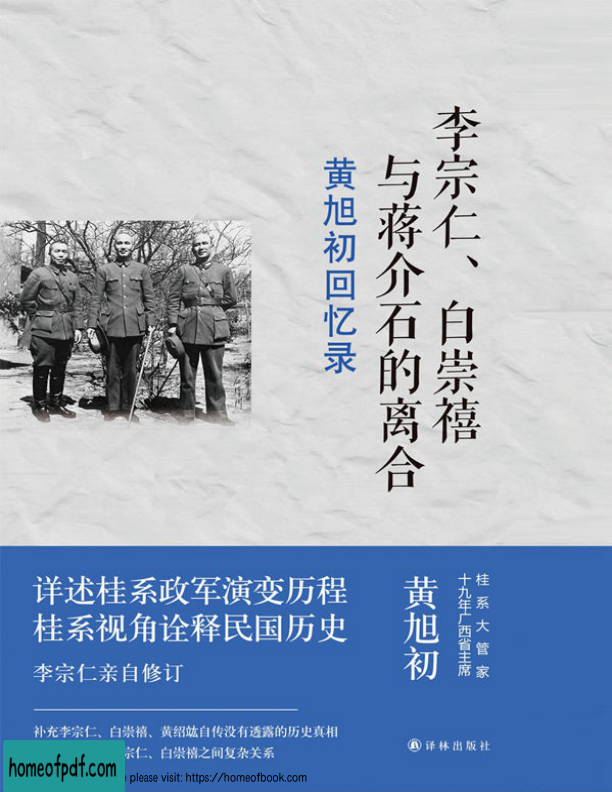 李宗仁、白崇禧
与蒋介石的离合
黄旭初回忆录
详述桂系政军演变历程
桂系视角诠释民国历史
李宗仁亲自修订
补充李宗仁、白崇禧、黄绍竑自传没有透露的历史真相
宗仁、白崇禧之间复杂关系
桂系大管家
十九年广西省主席
黄旭初
译林出版社
homeofpdf.com
please visit: https://homeofbook.com